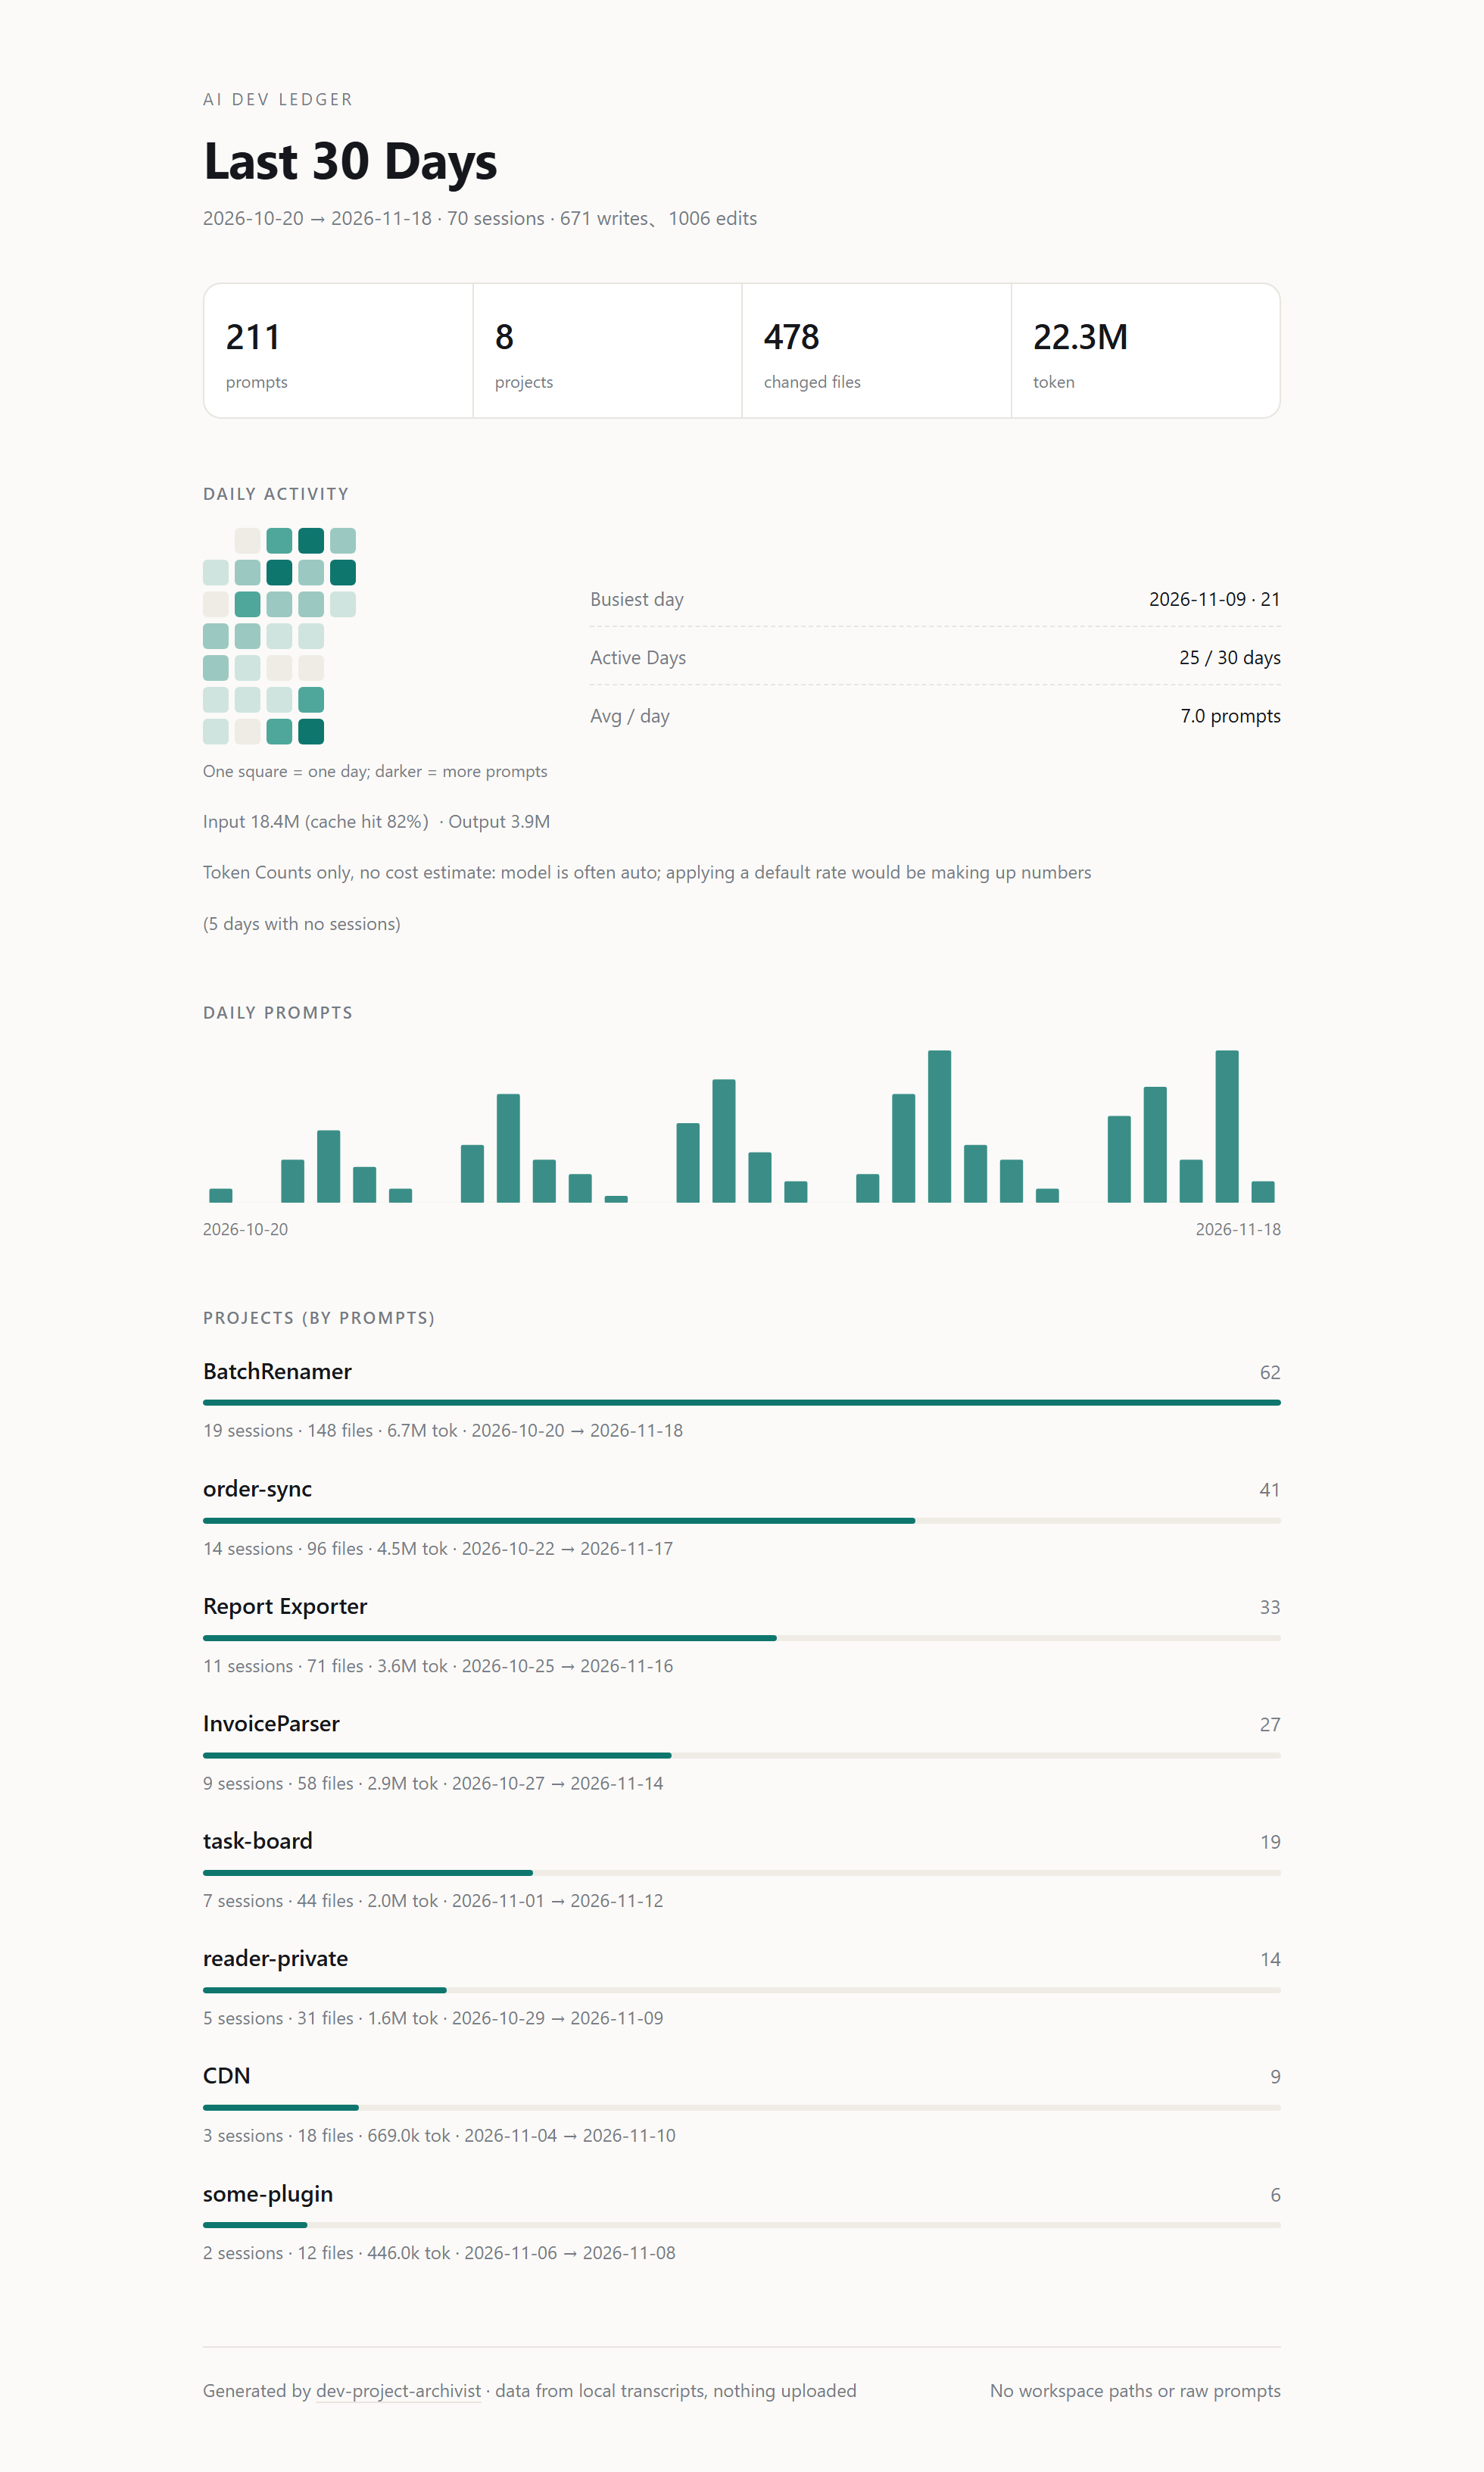 AI DEV LEDGER
Last 30 Days
2026-10-20 → 2026-11-18 · 70 sessions · 671 writes、1006 edits
211
prompts
8
projects
478
changed files
22.3M
token
DAILY ACTIVITY
Busiest day 2026-11-09 · 21
Active Days 25 / 30 days
Avg / day 7.0 prompts
One square = one day; darker = more prompts
Input 18.4M (cache hit 82%） · Output 3.9M
Token Counts only, no cost estimate: model is often auto; applying a default rate would be making up numbers
(5 days with no sessions)
DAILY PROMPTS
2026-10-20 2026-11-18
PROJECTS (BY PROMPTS)
BatchRenamer 62
19 sessions · 148 files · 6.7M tok · 2026-10-20 → 2026-11-18
order-sync 41
14 sessions · 96 files · 4.5M tok · 2026-10-22 → 2026-11-17
Report Exporter 33
11 sessions · 71 files · 3.6M tok · 2026-10-25 → 2026-11-16
InvoiceParser 27
9 sessions · 58 files · 2.9M tok · 2026-10-27 → 2026-11-14
task-board 19
7 sessions · 44 files · 2.0M tok · 2026-11-01 → 2026-11-12
reader-private 14
5 sessions · 31 files · 1.6M tok · 2026-10-29 → 2026-11-09
CDN 9
3 sessions · 18 files · 669.0k tok · 2026-11-04 → 2026-11-10
some-plugin 6
2 sessions · 12 files · 446.0k tok · 2026-11-06 → 2026-11-08
Generated by dev-project-archivist · data from local transcripts, nothing uploaded No workspace paths or raw prompts